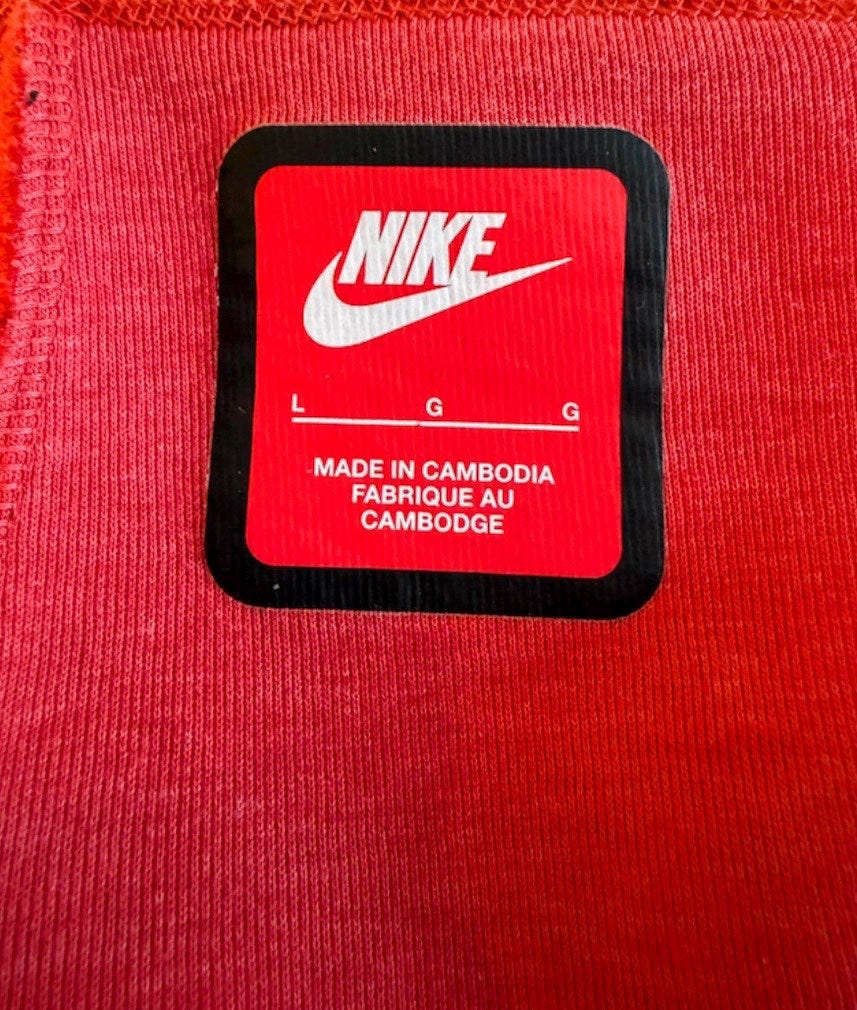 NIKE
L G G
MADE IN CAMBODIA
FABRIQUE AU
CAMBODGE